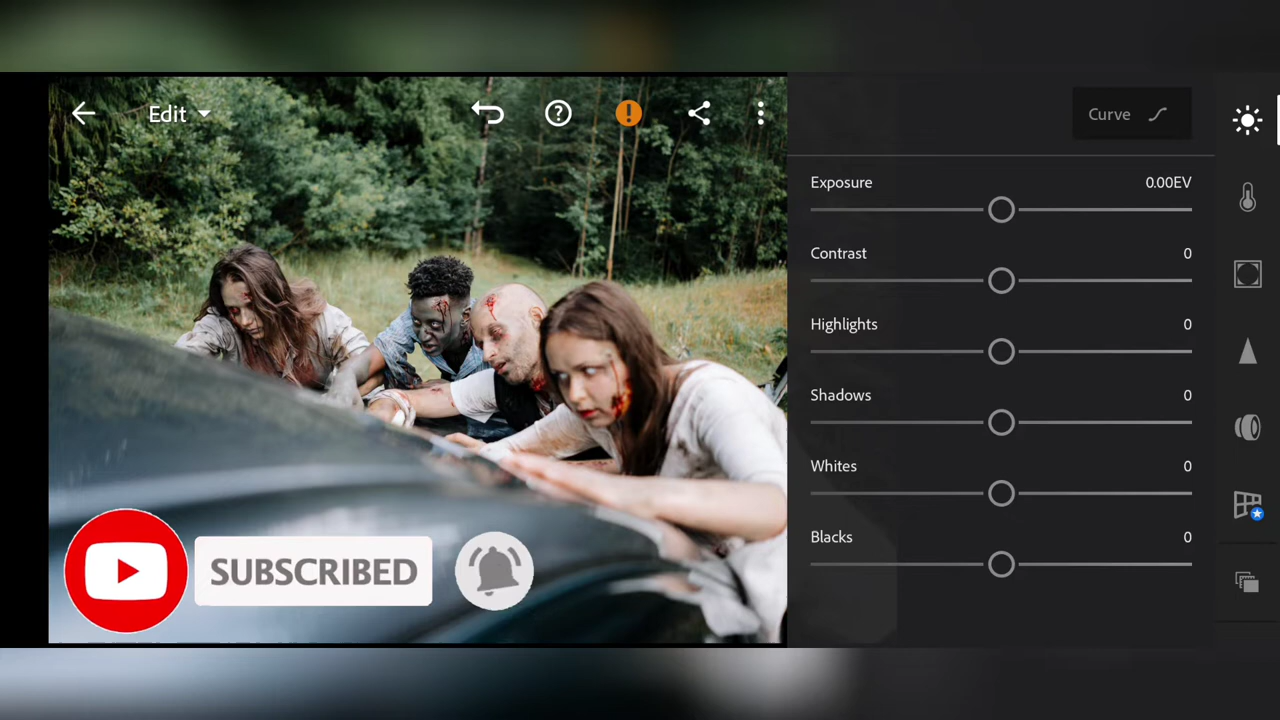 Edit
Curve
Exposure 0.00EV
Contrast 0
Highlights 0
Shadows 0
Whites 0
Blacks 0
SUBSCRIBED